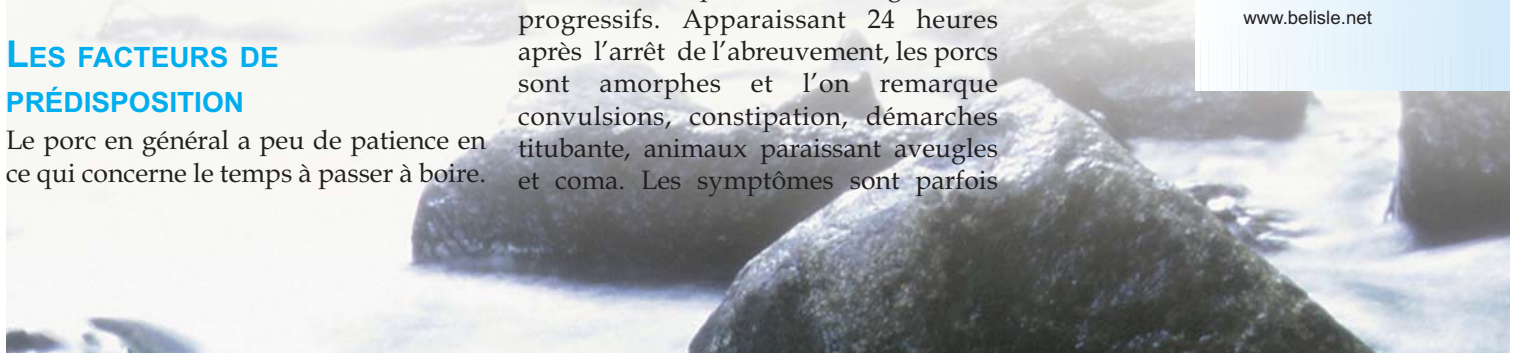 LES FACTEURS DE
PRÉDISPOSITION
Le porc en général a peu de patience en
ce qui concerne le temps à passer à boire.
progressifs. Apparaissant 24 heures
après l'arrêt de l'abreuvement, les porcs
sont amorphes et l'on remarque
convulsions, constipation, démarches
titubante, animaux paraissant aveugles
et coma. Les symptômes sont parfois
www.belisle.net